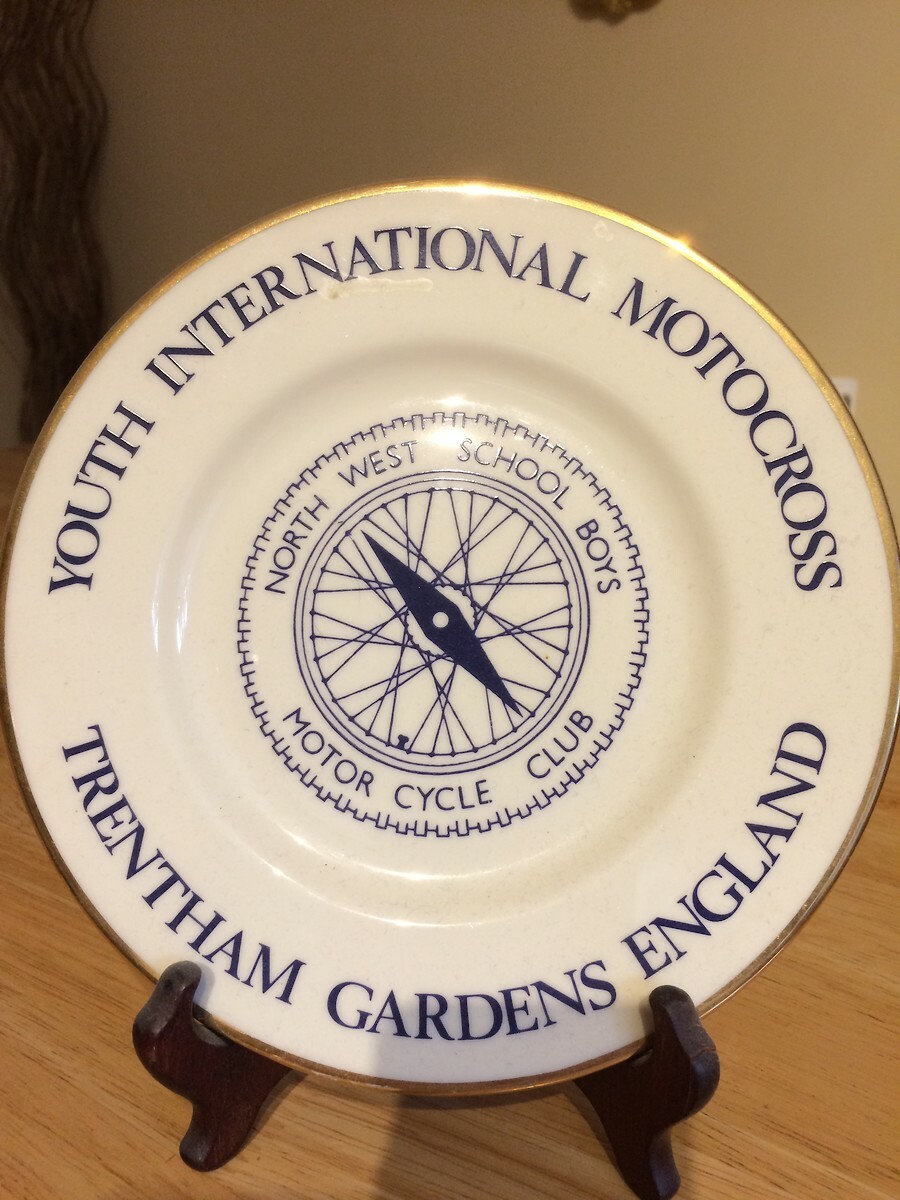 YOUTH INTERNATIONAL MOTOCROSS
NORTH WEST SCHOOL BOYS
MOTOR CYCLE CLUB
TRENTHAM GARDENS ENGLAND